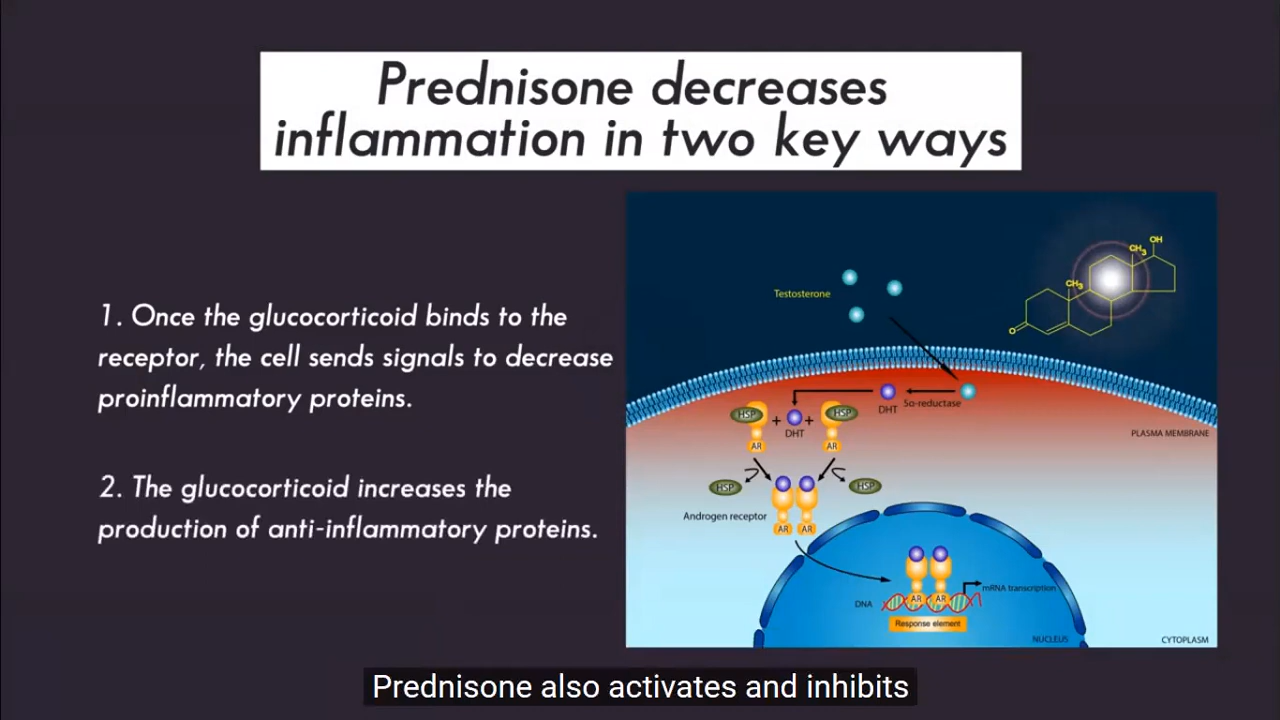 Prednisone decreases
inflammation in two key ways
1. Once the glucocorticoid binds to the
receptor, the cell sends signals to decrease
proinflammatory proteins.
2. The glucocorticoid increases the
production of anti-inflammatory proteins.
OH
CH3
CH3
O
Testosterone
DHT
5α-reductase
HSP
+
DHT
+
HSP
AR
AR
PLASMA MEMBRANE
HSP
HSP
Androgen receptor
AR
AR
mRNA transcription
DNA
AR
AR
Response element
NUCLEUS
CYTOPLASM
Prednisone also activates and inhibits